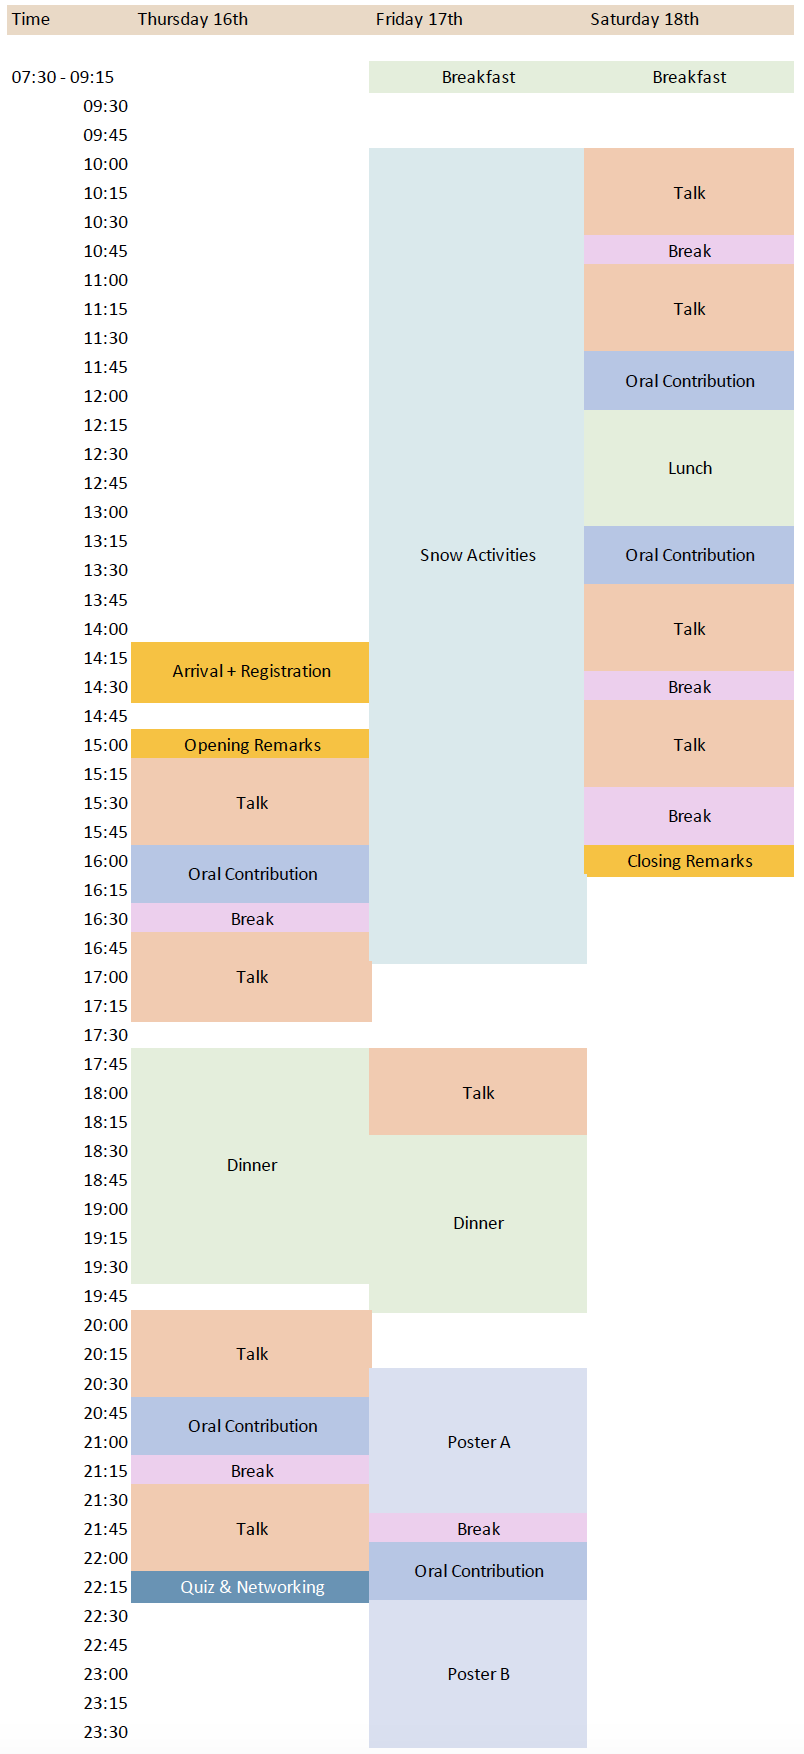 Time Thursday 16th Friday 17th Saturday 18th
07:30 - 09:15 Breakfast Breakfast
09:30
09:45
10:00
10:15 Talk
10:30
10:45 Break
11:00
11:15 Talk
11:30
11:45
Oral Contribution
12:00
12:15
12:30 Lunch
12:45
13:00
13:15 Snow Activities Oral Contribution
13:30
13:45
14:00 Talk
14:15
Arrival + Registration
14:30 Break
14:45
15:00 Opening Remarks Talk
15:15
15:30 Talk
Break
15:45
16:00 Closing Remarks
Oral Contribution
16:15
16:30 Break
16:45
17:00 Talk
17:15
17:30
17:45
18:00 Talk
18:15
18:30 Dinner
18:45
19:00 Dinner
19:15
19:30
19:45
20:00
20:15 Talk
20:30
20:45 Oral Contribution
21:00 Poster A
21:15 Break
21:30
21:45 Talk Break
22:00 Oral Contribution
22:15 Quiz & Networking
22:30
22:45
23:00 Poster B
23:15
23:30